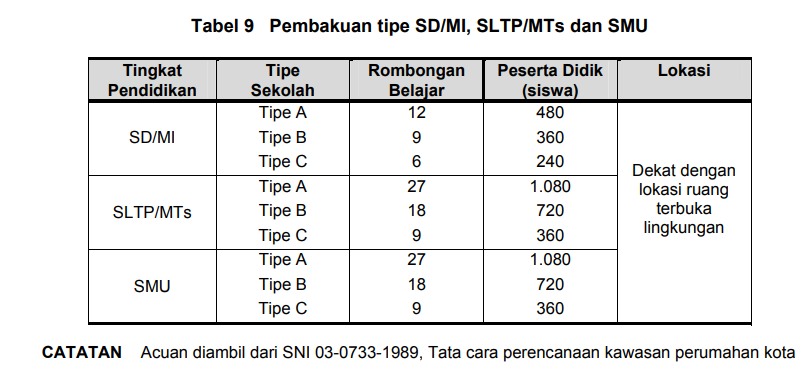 Tabel 9 Pembakuan tipe SD/MI, SLTP/MTs dan SMU
Tingkat Pendidikan Tipe Sekolah Rombongan Belajar Peserta Didik (siswa) Lokasi
SD/MI Tipe A 12 480
Tipe B 9 360
Tipe C 6 240
SLTP/MTs Tipe A 27 1.080
Tipe B 18 720
Tipe C 9 360
SMU Tipe A 27 1.080
Tipe B 18 720
Tipe C 9 360
Dekat dengan
lokasi ruang
terbuka
lingkungan
CATATAN Acuan diambil dari SNI 03-0733-1989, Tata cara perencanaan kawasan perumahan kota